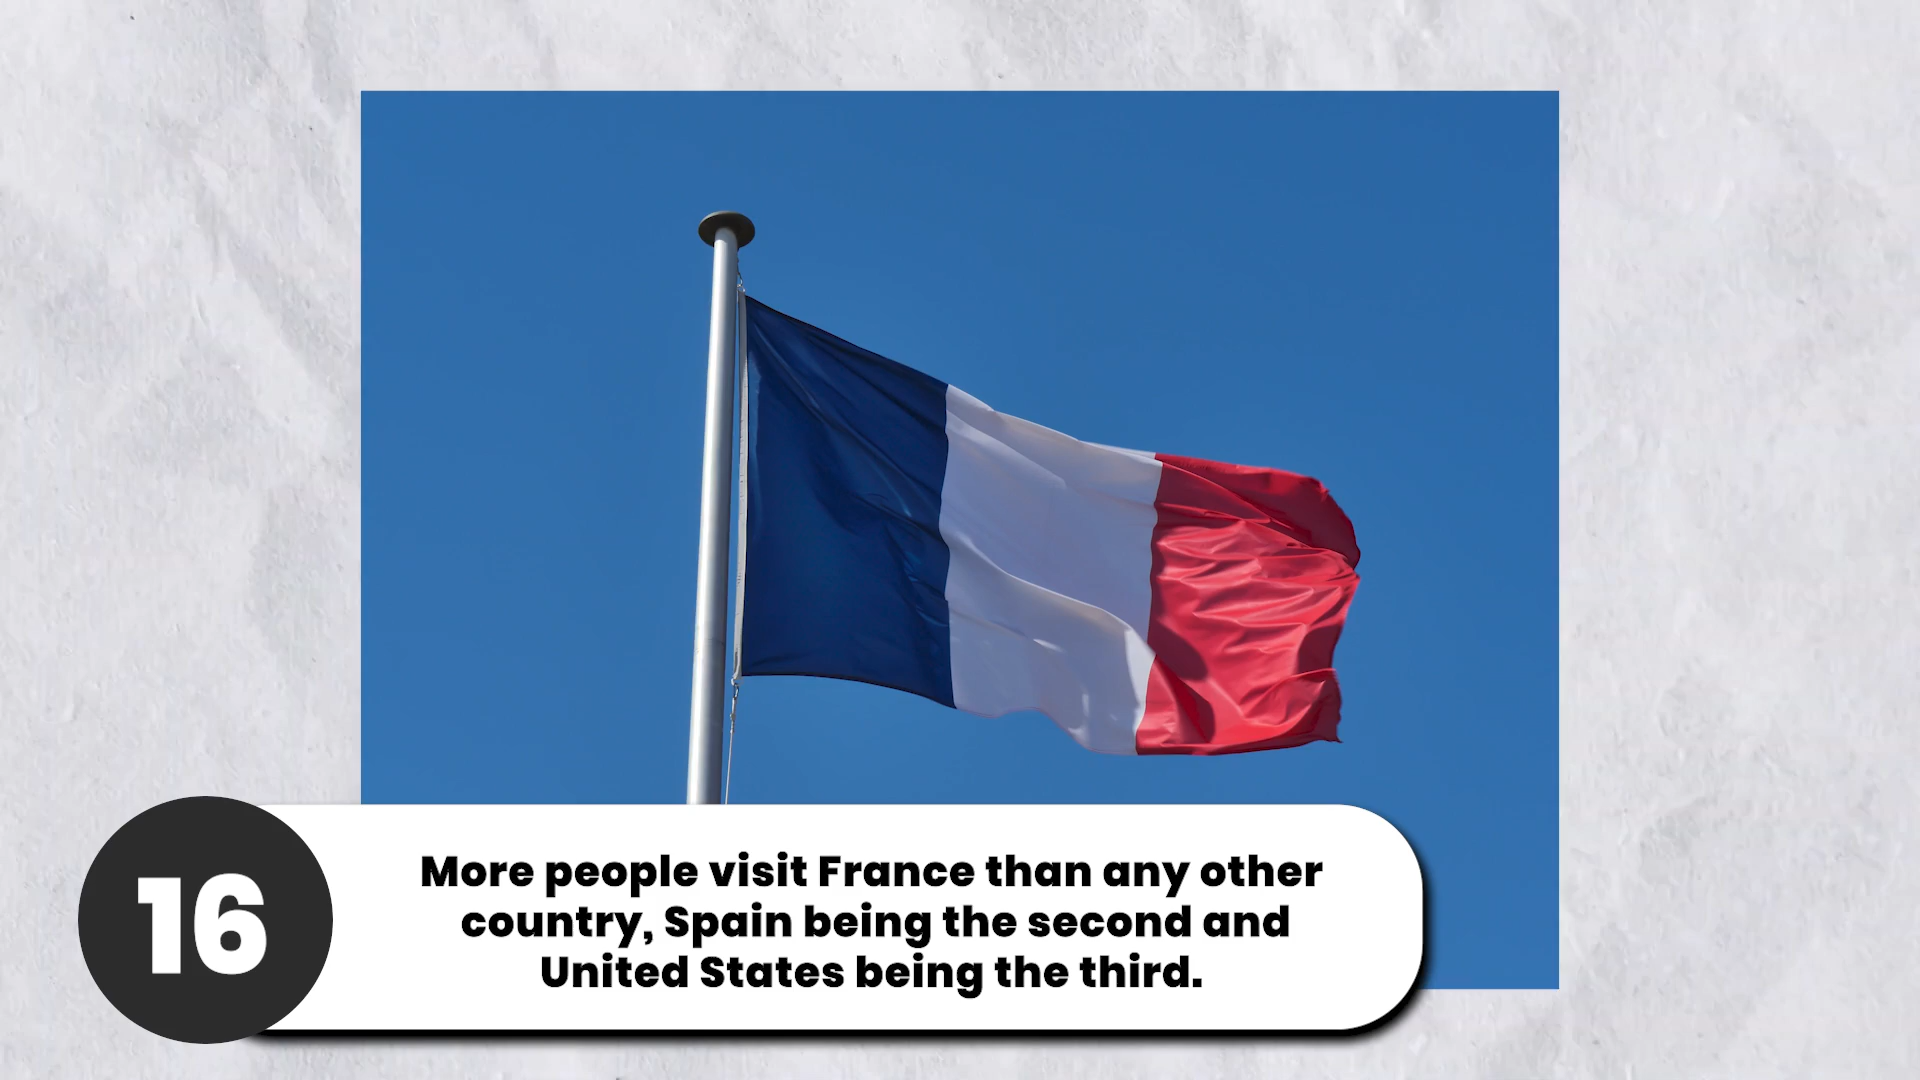 16
More people visit France than any other
country, Spain being the second and
United States being the third.